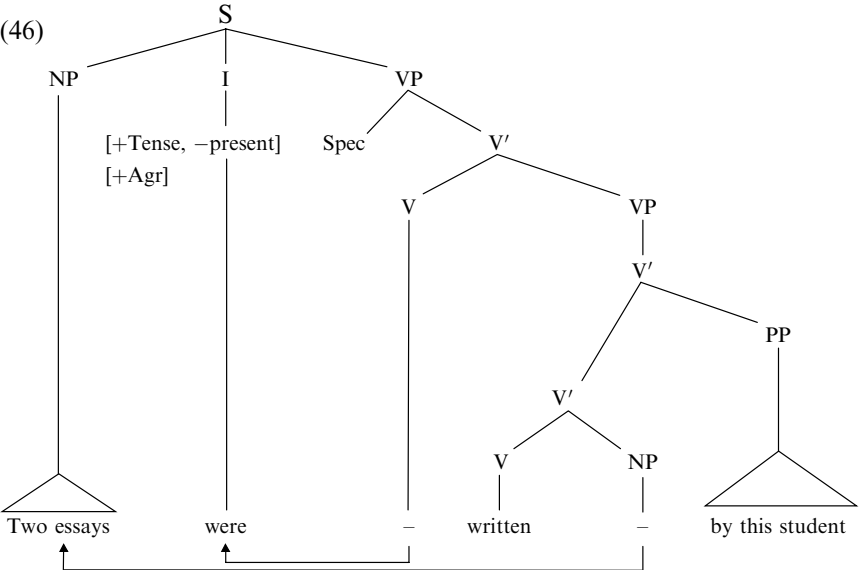 S
(46)
NP I VP
[+Tense, −present] Spec V′
[+Agr]
V VP
V′
PP
V′
V NP
Two essays were – written – by this student